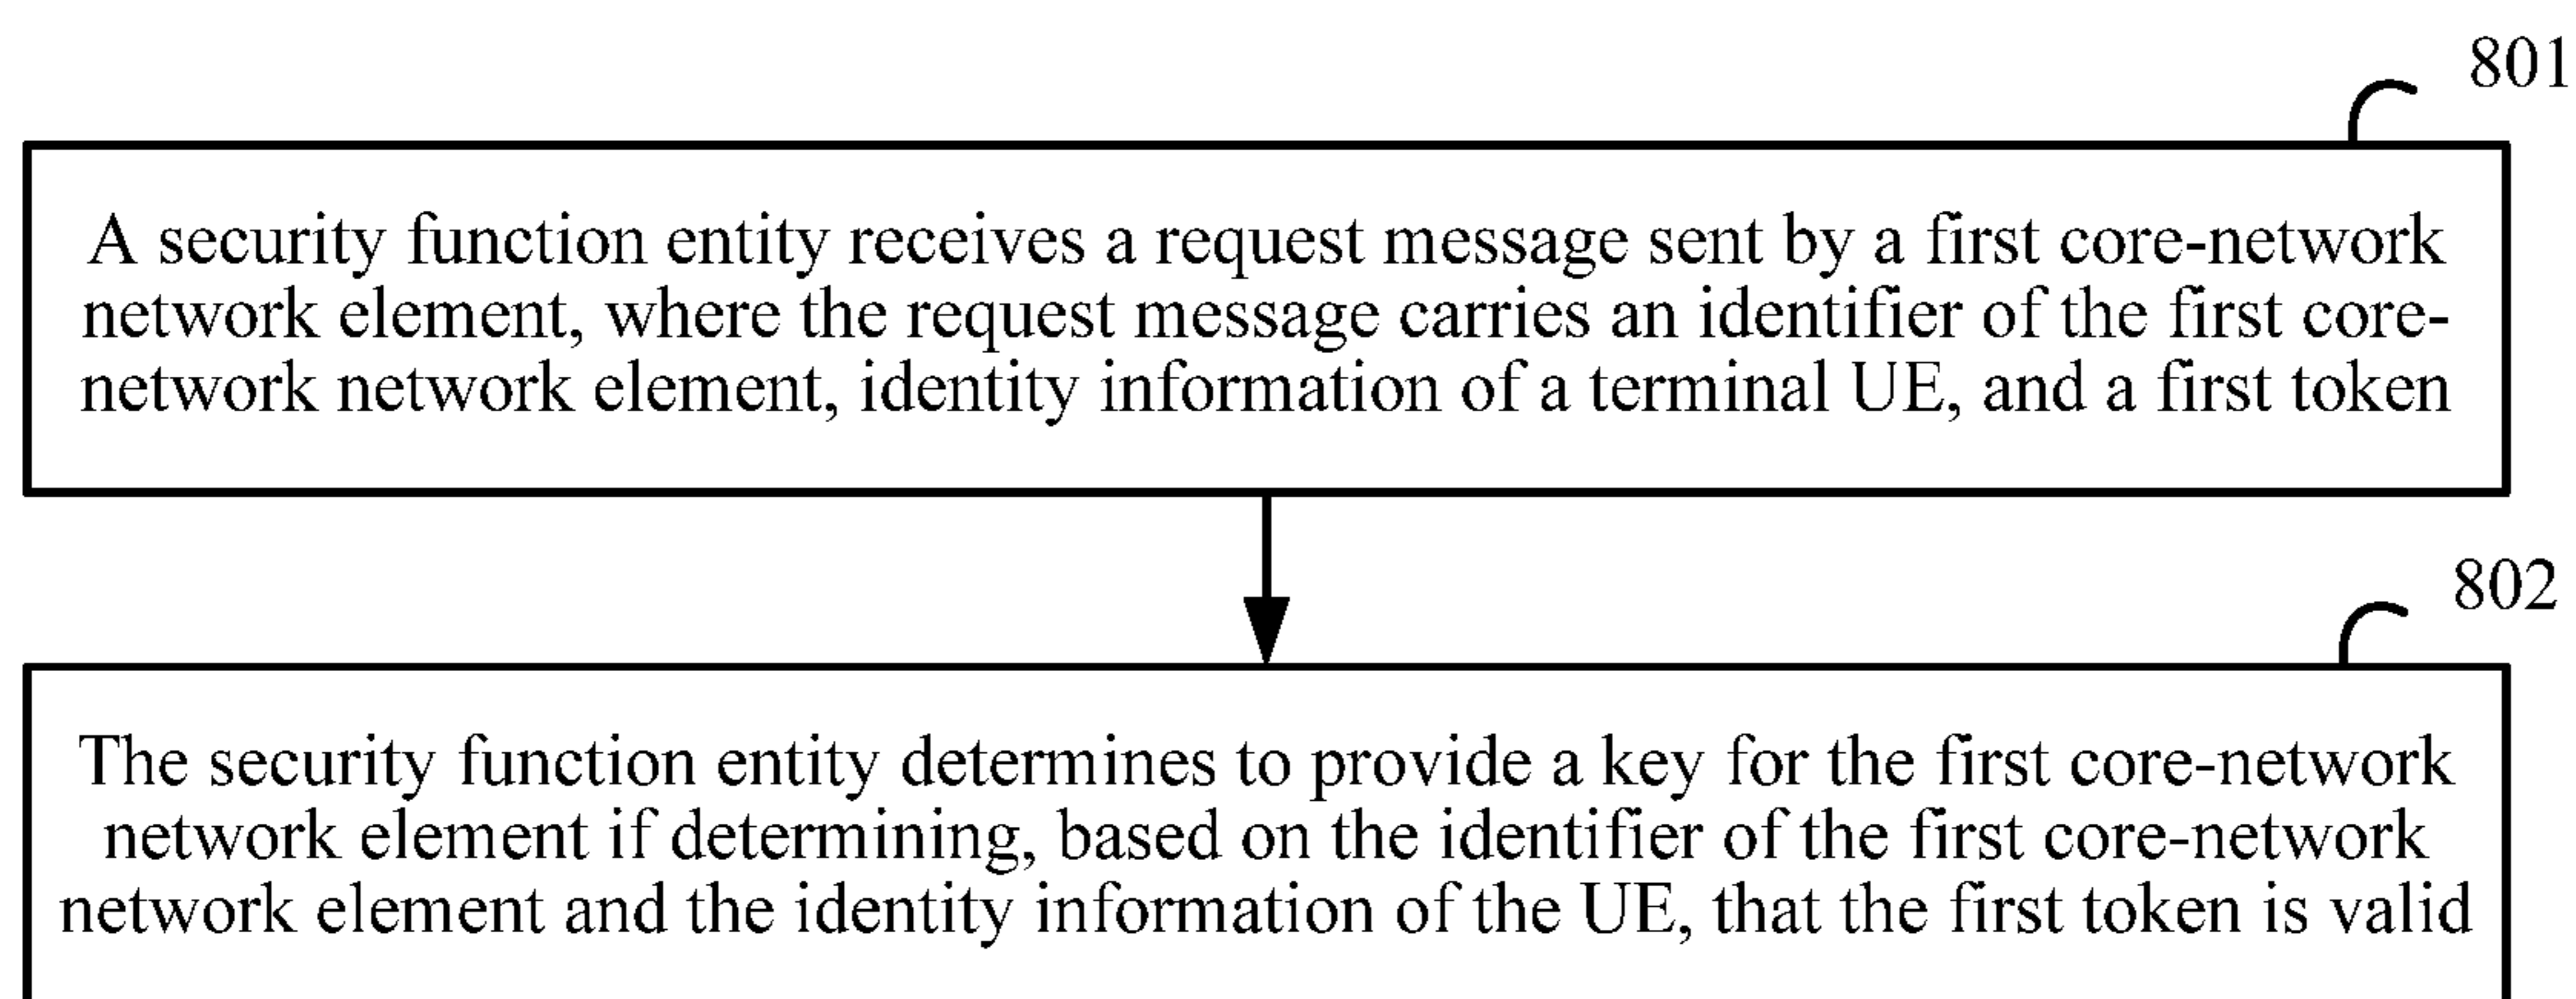 801
A security function entity receives a request message sent by a first core-network
network element, where the request message carries an identifier of the first core-
network network element, identity information of a terminal UE, and a first token
802
The security function entity determines to provide a key for the first core-network
network element if determining, based on the identifier of the first core-network
network element and the identity information of the UE, that the first token is valid